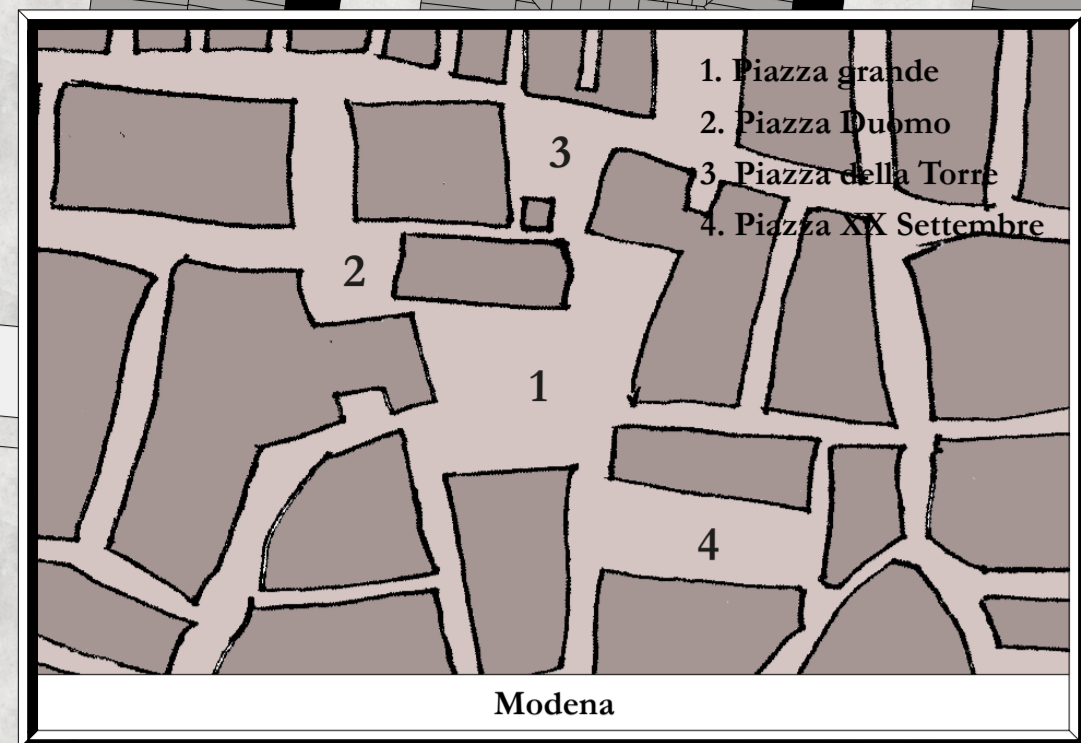 1. Piazza grande
2. Piazza Duomo
3. Piazza della Torre
4. Piazza XX Settembre
3
2
1
4
Modena